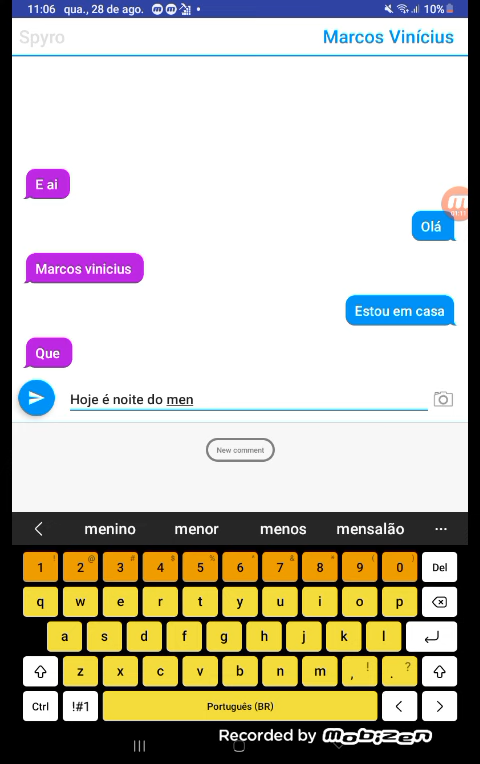 11:06 qua., 28 de ago. 10%
Spyro Marcos Vinícius
E ai
01:11
Olá
Marcos vinicius
Estou em casa
Que
Hoje é noite do men
New comment
menino menor menos mensalão ...
! @ # $ % ^ & * ( )
1 2 3 4 5 6 7 8 9 0 Del
q w e r t y u i o p
a s d f g h j k l
z x c v b n m , ! . ?
Ctrl !#1 Português (BR) < >
Recorded by mobizen